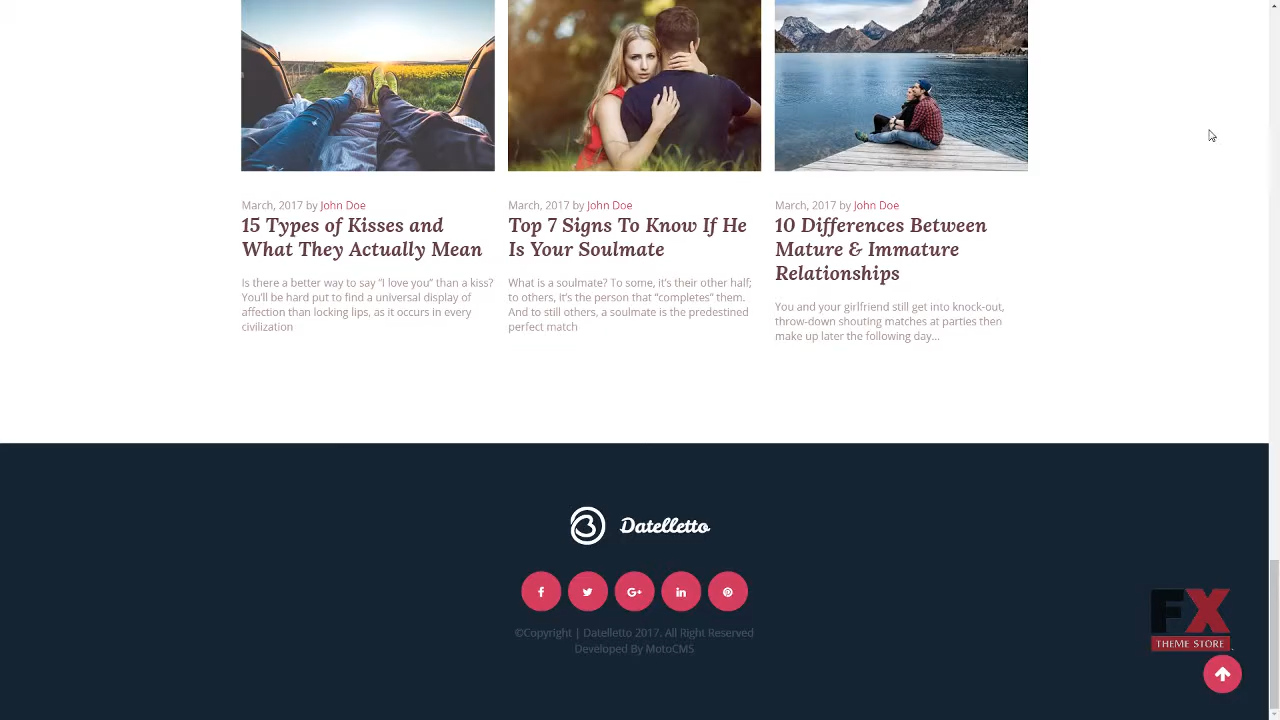 March, 2017 by John Doe
15 Types of Kisses and
What They Actually Mean
Is there a better way to say “I love you” than a kiss?
You’ll be hard put to find a universal display of
affection than locking lips, as it occurs in every
civilization
March, 2017 by John Doe
Top 7 Signs To Know If He
Is Your Soulmate
What is a soulmate? To some, it’s their other half;
to others, it’s the person that “completes” them.
And to still others, a soulmate is the predestined
perfect match
March, 2017 by John Doe
10 Differences Between
Mature & Immature
Relationships
You and your girlfriend still get into knock-out,
throw-down shouting matches at parties then
make up later the following day...
Datelletto
©Copyright | Datelletto 2017. All Right Reserved
Developed By MotoCMS
FX
THEME STORE